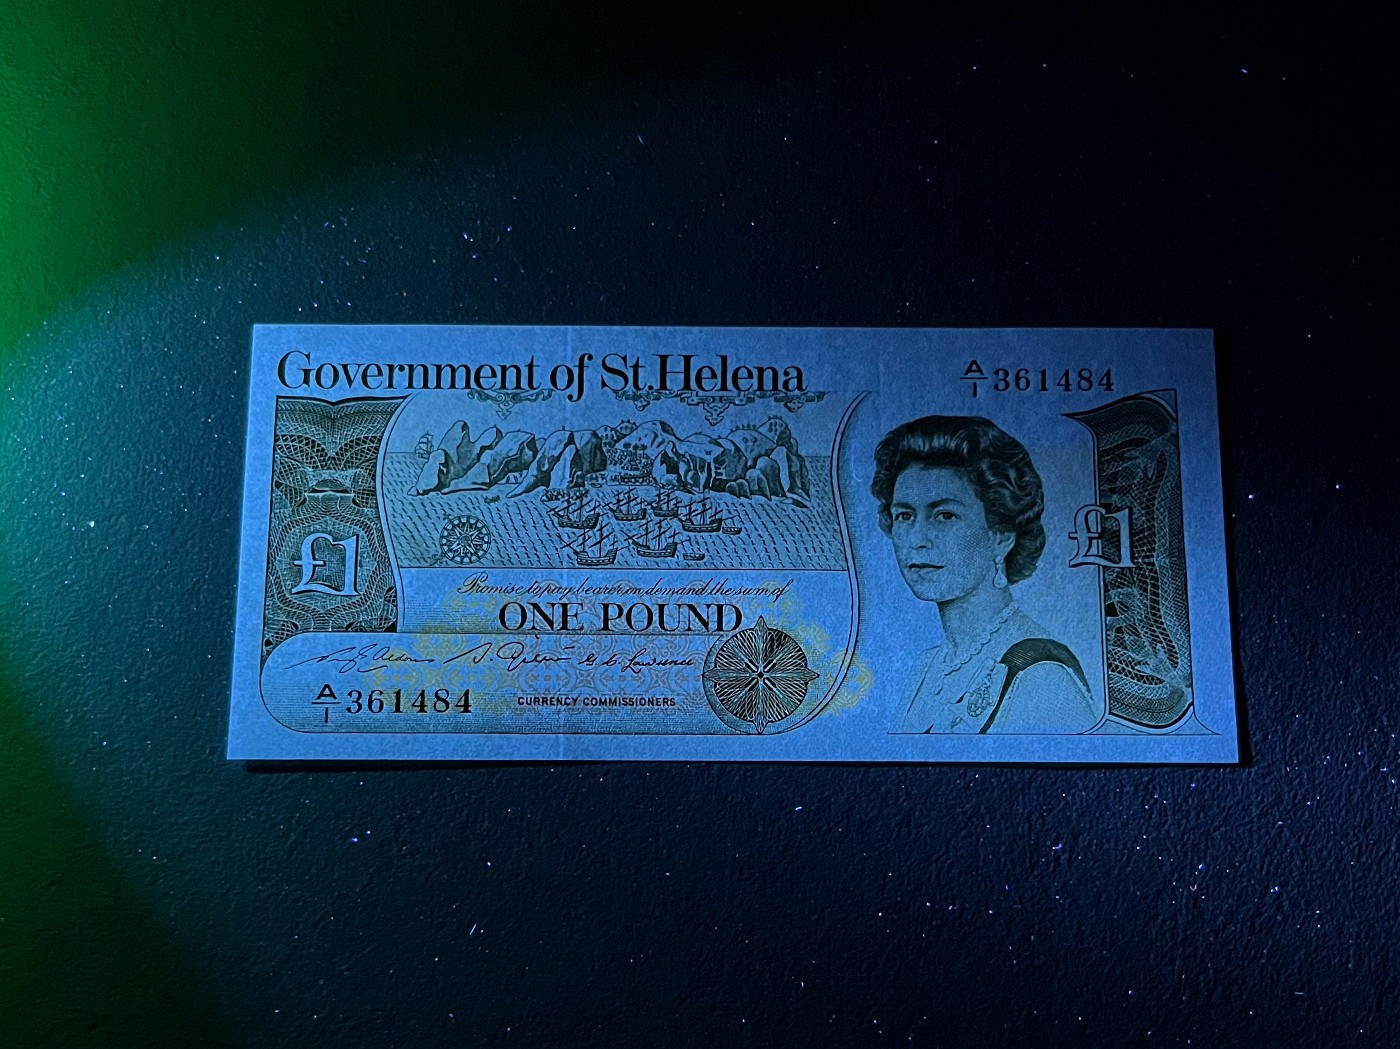 Government of St. Helena
A/1 361484
£1
£1
Promise to pay bearer on demand the sum of
ONE POUND
G. C. Lawrence
A/1 361484
CURRENCY COMMISSIONERS